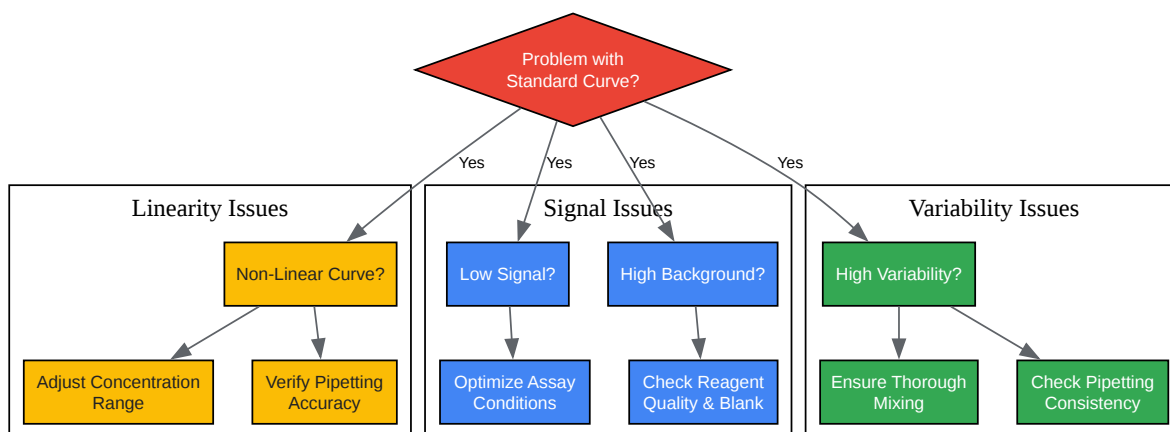 Problem with
Standard Curve?
Yes
Yes
Yes
Yes
Linearity Issues
Signal Issues
Variability Issues
Non-Linear Curve?
Low Signal?
High Background?
High Variability?
Adjust Concentration
Range
Verify Pipetting
Accuracy
Optimize Assay
Conditions
Check Reagent
Quality & Blank
Ensure Thorough
Mixing
Check Pipetting
Consistency